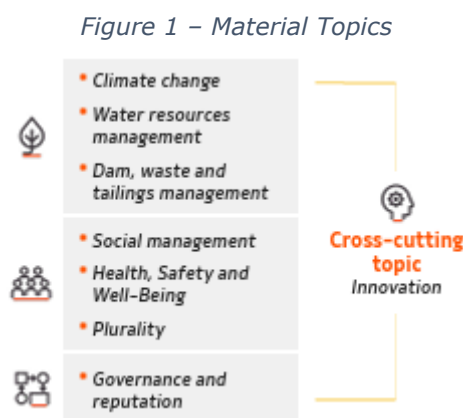 Figure 1 – Material Topics
• Climate change
• Water resources
management
• Dam, waste and
tailings management
• Social management
• Health, Safety and
Well-Being
• Plurality
• Governance and
reputation
Cross-cutting
topic
Innovation